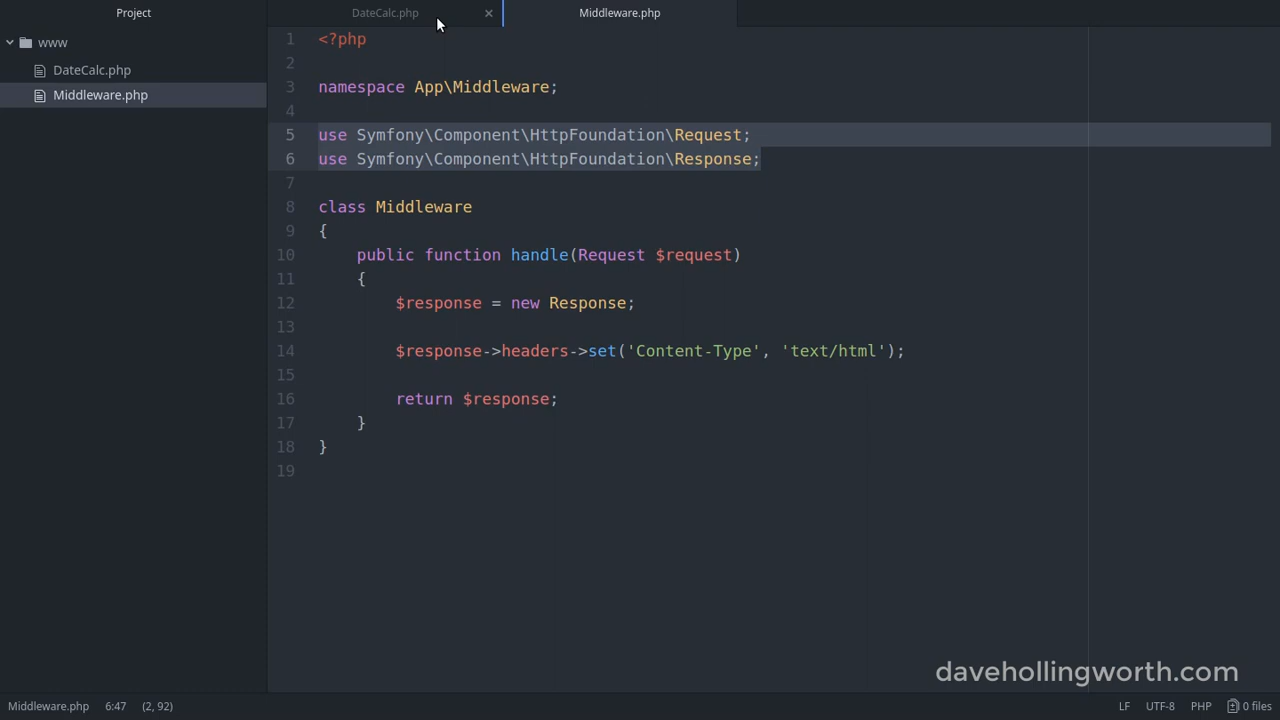 Project
DateCalc.php
Middleware.php
www
DateCalc.php
Middleware.php
1 <?php
2
3 namespace App\Middleware;
4
5 use Symfony\Component\HttpFoundation\Request;
6 use Symfony\Component\HttpFoundation\Response;
7
8 class Middleware
9 {
10 public function handle(Request $request)
11 {
12 $response = new Response;
13
14 $response->headers->set('Content-Type', 'text/html');
15
16 return $response;
17 }
18 }
19
davehollingworth.com
Middleware.php 6:47 (2, 92) LF UTF-8 PHP 0 files